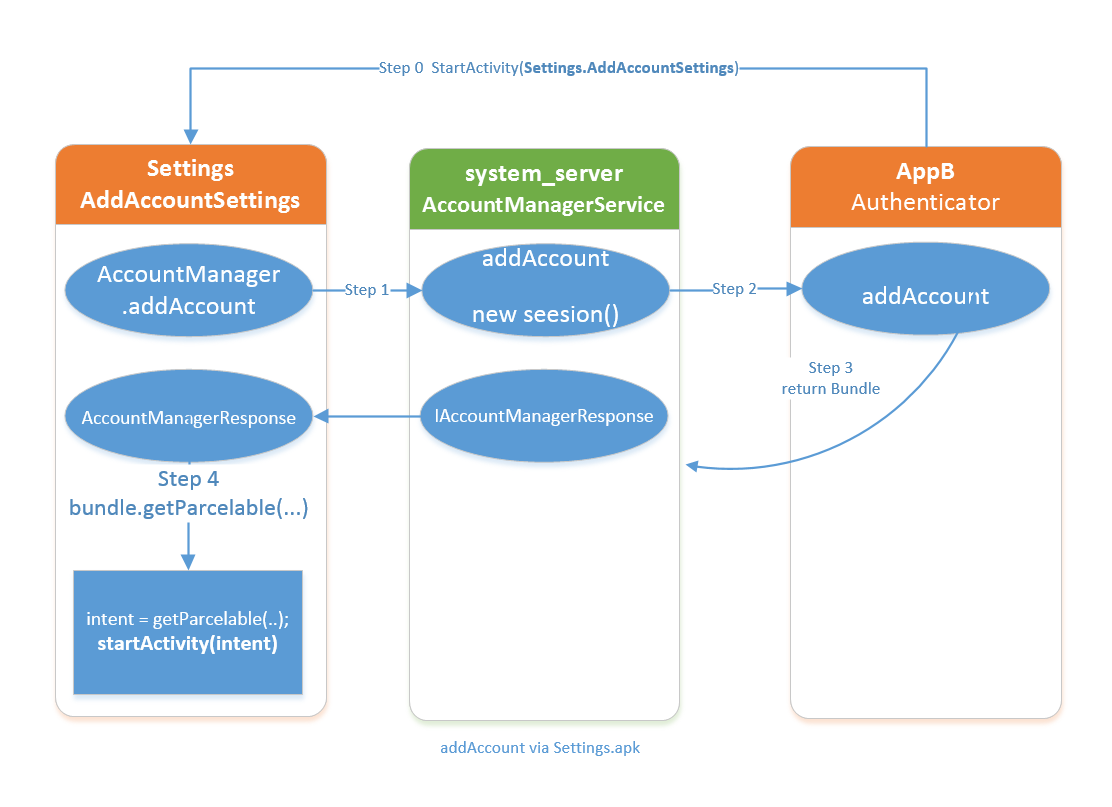 Step 0 StartActivity(Settings.AddAccountSettings)
Settings
AddAccountSettings
system_server
AccountManagerService
AppB
Authenticator
AccountManager
.addAccount
Step 1
addAccount
new seesion()
Step 2
addAccount
Step 3
return Bundle
AccountManagerResponse
IAccountManagerResponse
Step 4
bundle.getParcelable(...)
intent = getParcelable(..);
startActivity(intent)
addAccount via Settings.apk